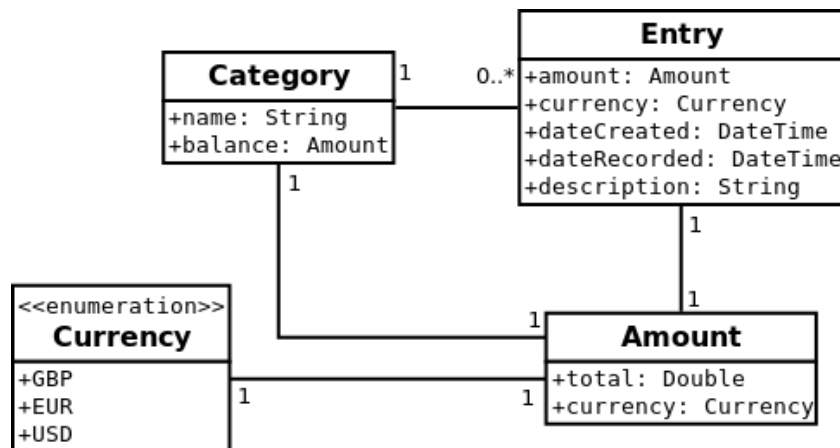 Category
+name: String
+balance: Amount
1
0..*
Entry
+amount: Amount
+currency: Currency
+dateCreated: DateTime
+dateRecorded: DateTime
+description: String
1
1
1
1
<<enumeration>>
Currency
+GBP
+EUR
+USD
1
1
Amount
+total: Double
+currency: Currency